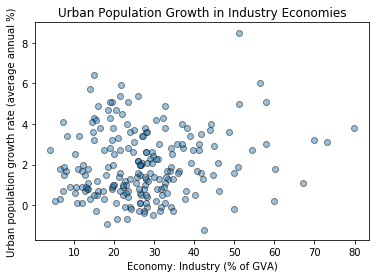 Urban Population Growth in Industry Economies
Urban population growth rate (average annual %)
8
6
4
2
0
10 20 30 40 50 60 70 80
Economy: Industry (% of GVA)